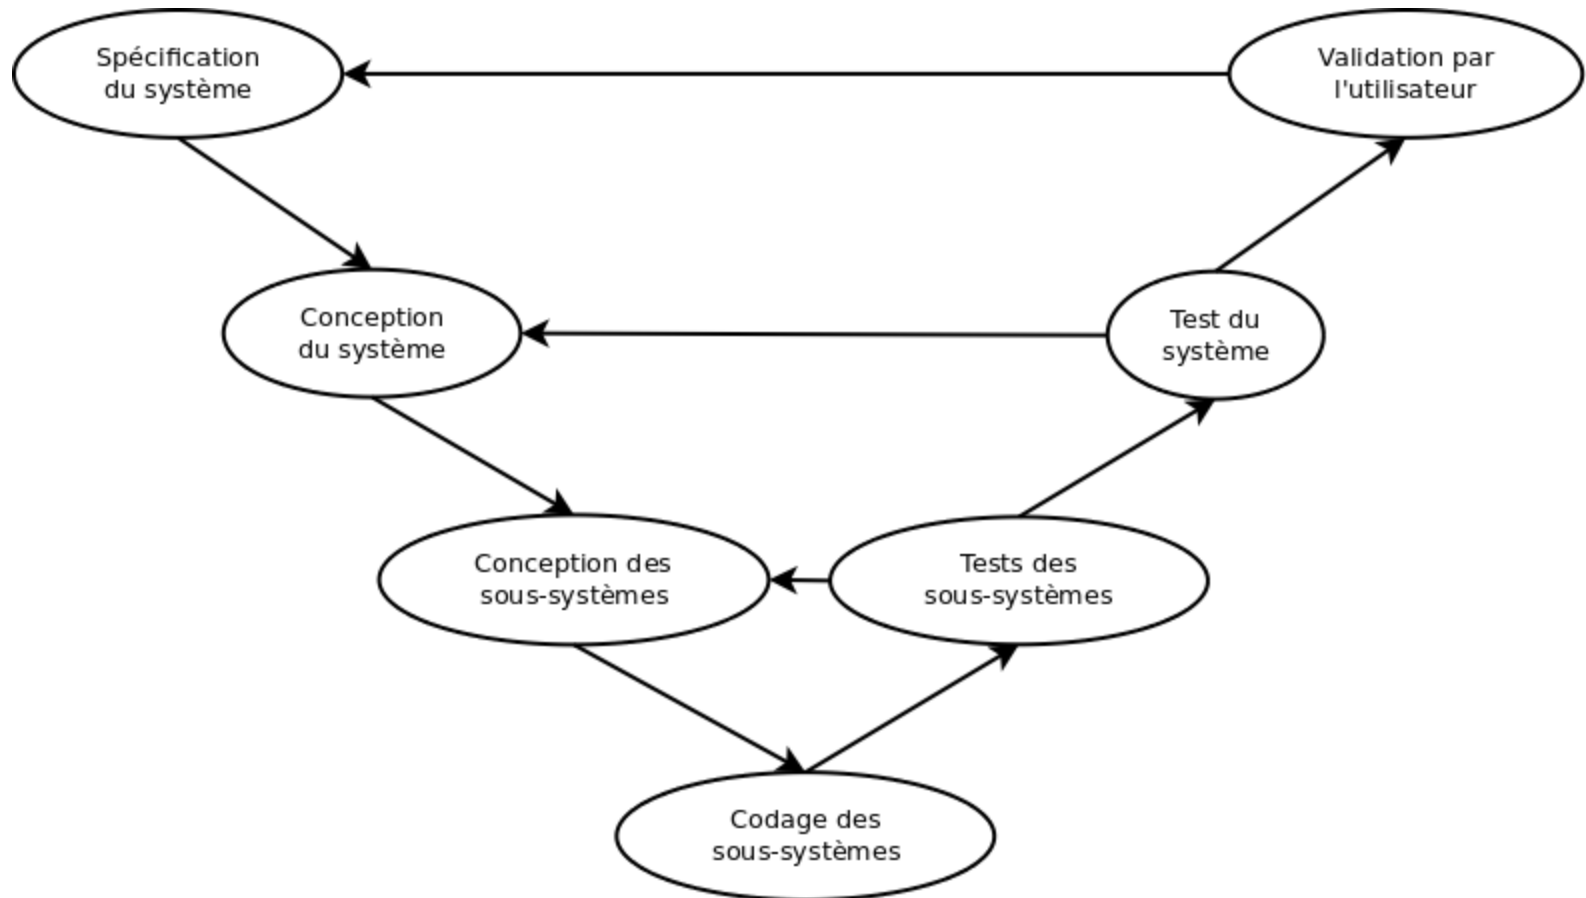 Spécification
du système
Validation par
l'utilisateur
Conception
du système
Test du
système
Conception des
sous-systèmes
Tests des
sous-systèmes
Codage des
sous-systèmes